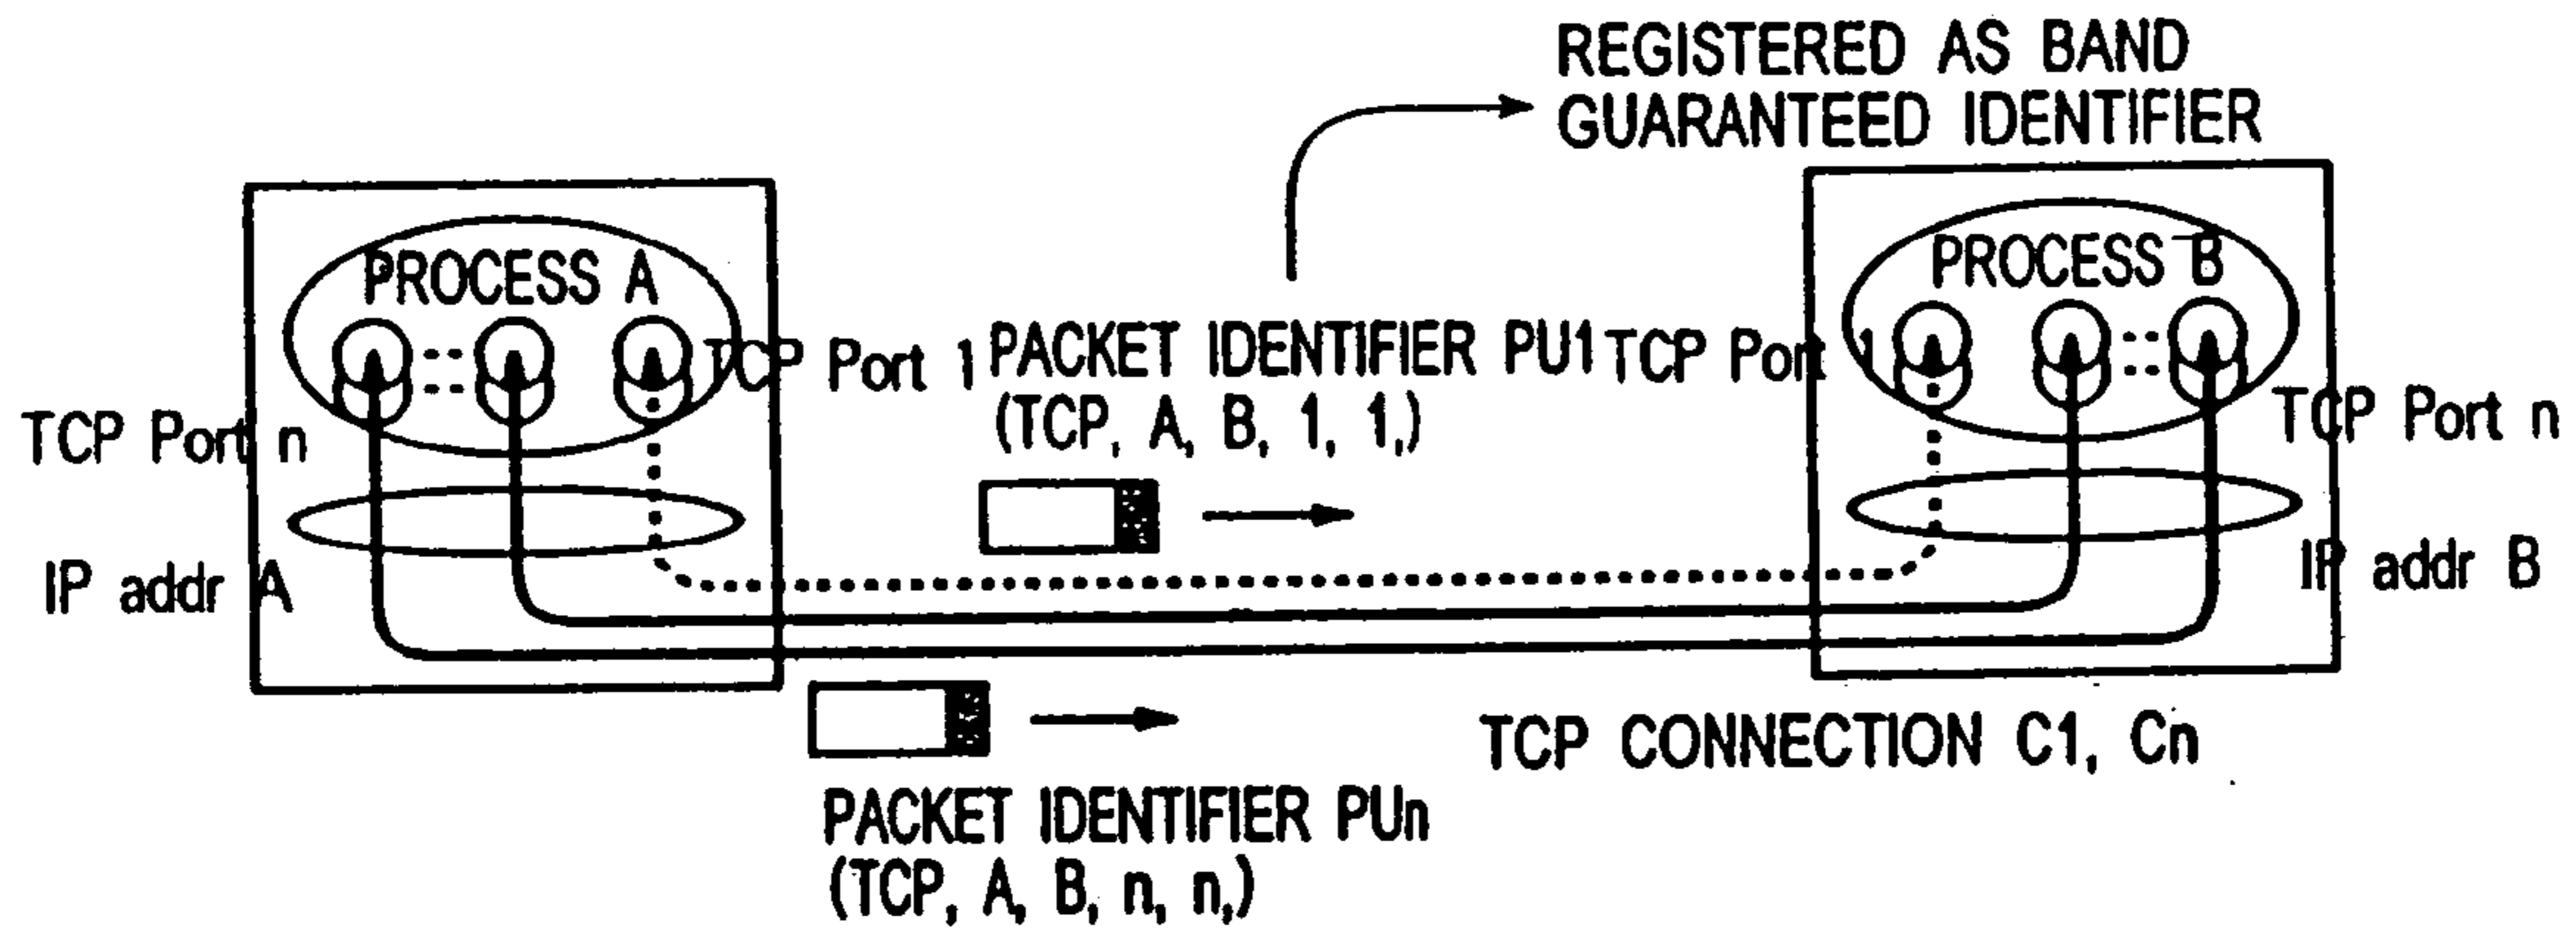 REGISTERED AS BAND
GUARANTEED IDENTIFIER
PROCESS A
PROCESS B
TCP Port 1
PACKET IDENTIFIER PU1
(TCP, A, B, 1, 1,)
TCP Port 1
TCP Port n
TCP Port n
IP addr A
IP addr B
TCP CONNECTION C1, Cn
PACKET IDENTIFIER PUn
(TCP, A, B, n, n,)